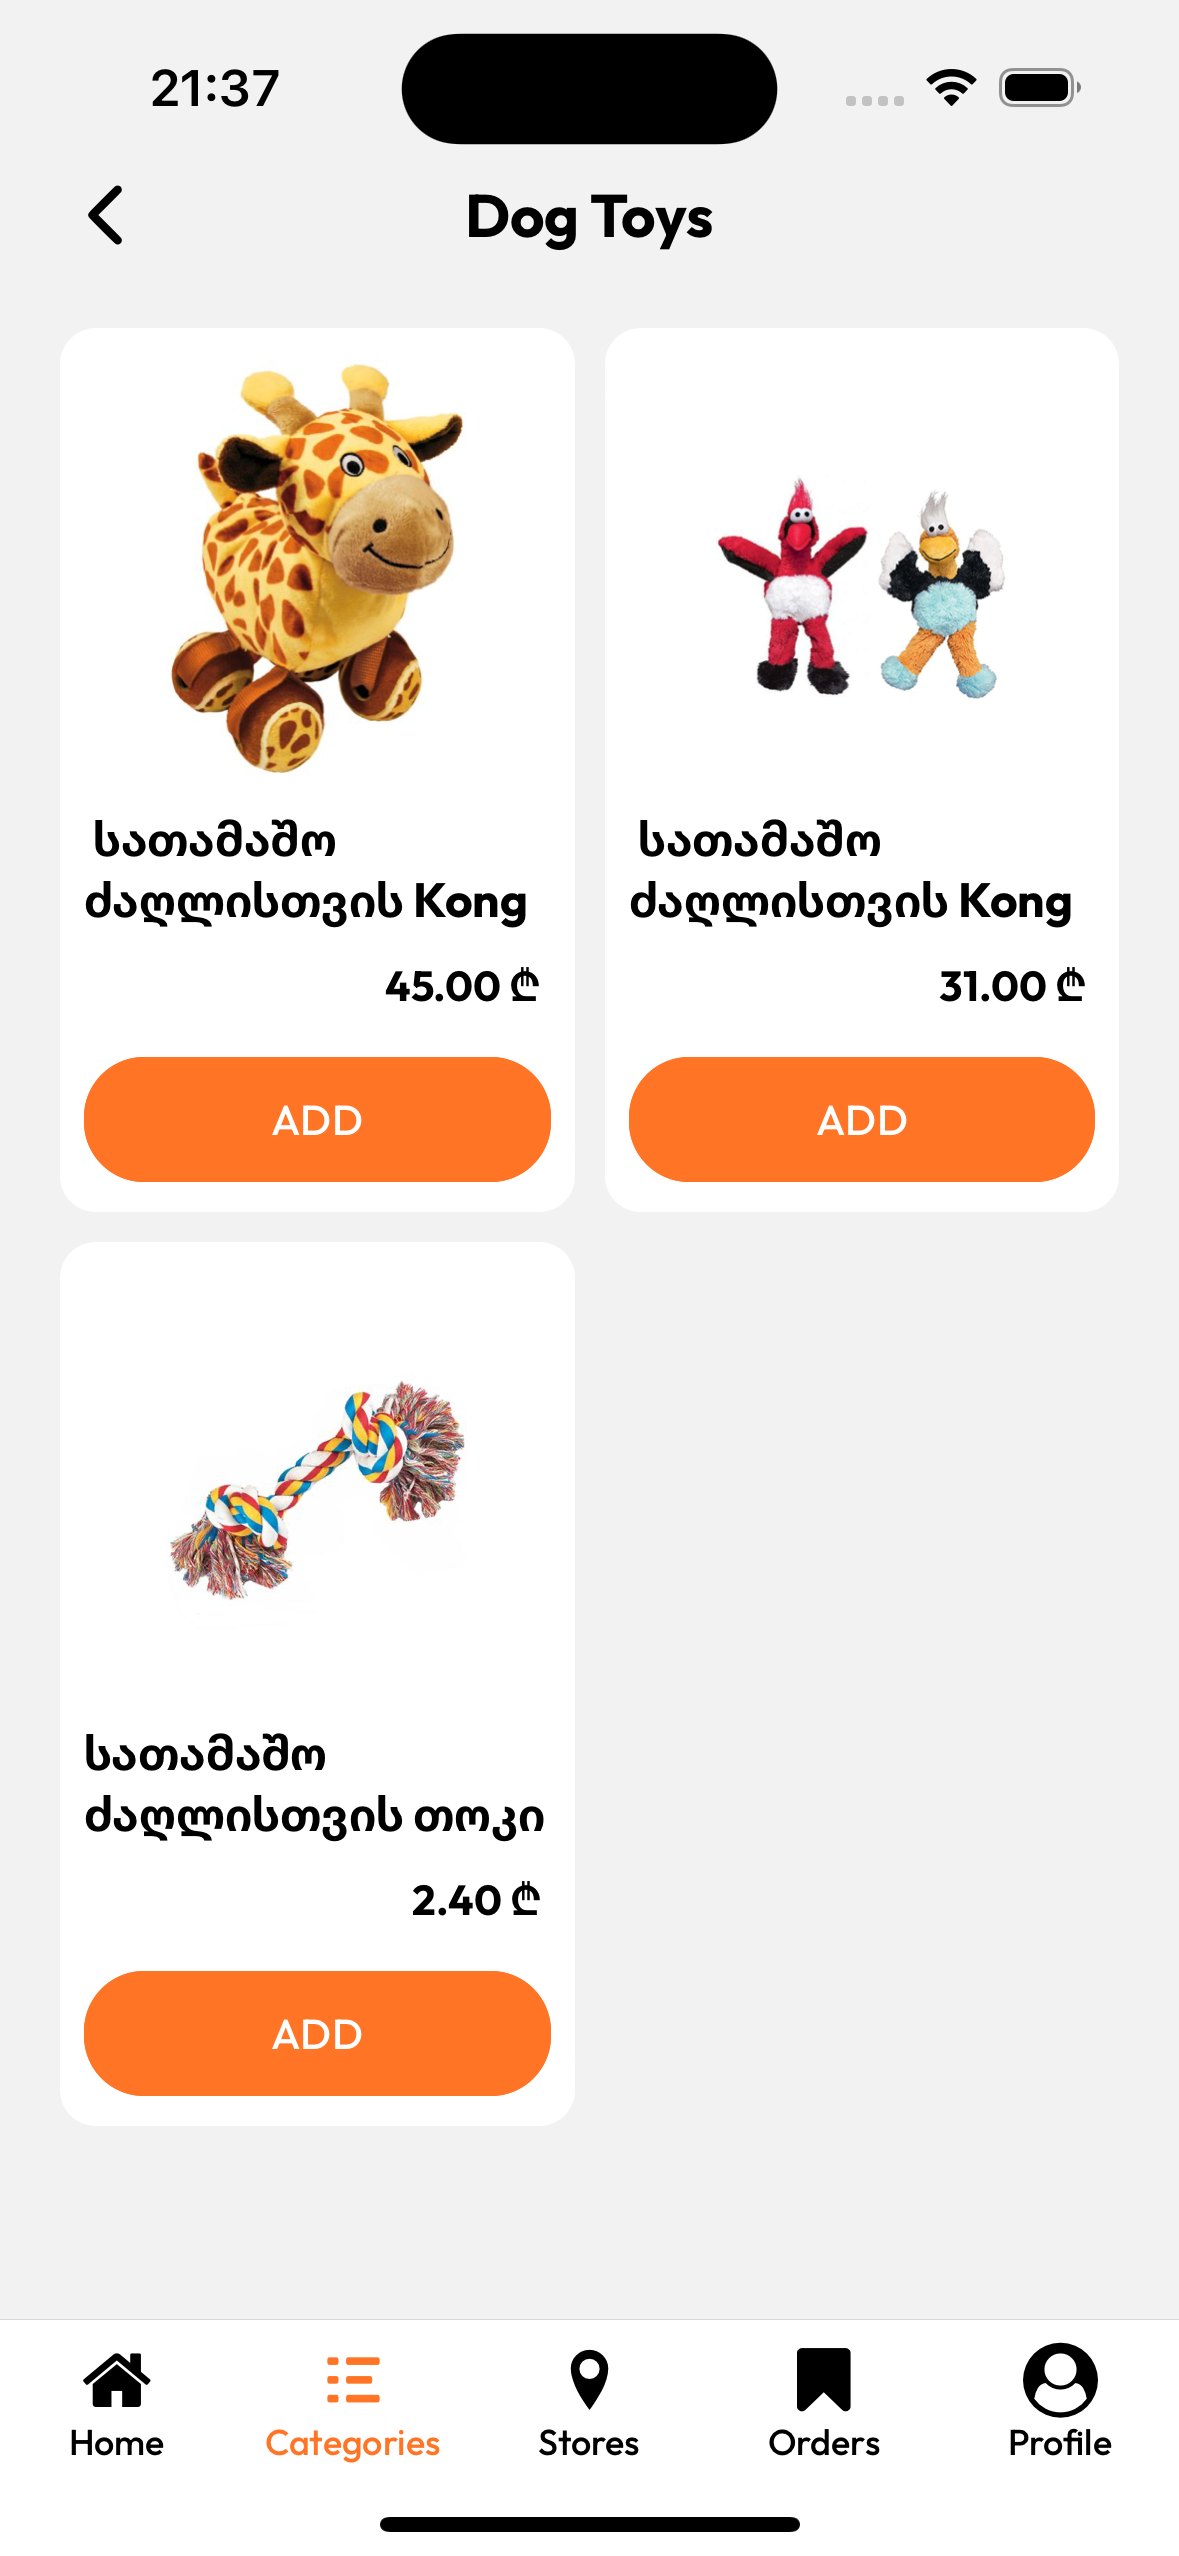 21:37
Dog Toys
სათამაშო
ძაღლისთვის Kong
45.00 ₾
ADD
სათამაშო
ძაღლისთვის Kong
31.00 ₾
ADD
სათამაშო
ძაღლისთვის თოკი
2.40 ₾
ADD
Home
Categories
Stores
Orders
Profile